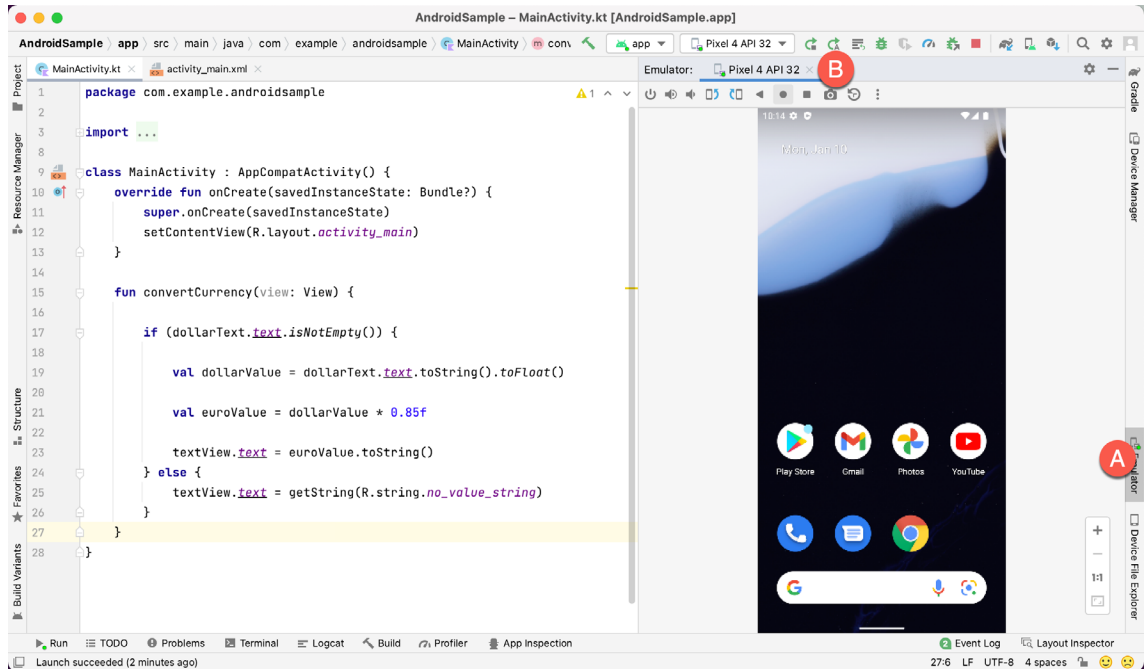 AndroidSample – MainActivity.kt [AndroidSample.app]
AndroidSample app src main java com example androidsample MainActivity conv app Pixel 4 API 32
MainActivity.kt activity_main.xml
Emulator: Pixel 4 API 32
B
Project
Resource Manager
Structure
Favorites
Build Variants
1 package com.example.androidsample
1
2
3 import ...
8
9 class MainActivity : AppCompatActivity() {
10 override fun onCreate(savedInstanceState: Bundle?) {
11 super.onCreate(savedInstanceState)
12 setContentView(R.layout.activity_main)
13 }
14
15 fun convertCurrency(view: View) {
16
17 if (dollarText.text.isNotEmpty()) {
18
19 val dollarValue = dollarText.text.toString().toFloat()
20
21 val euroValue = dollarValue * 0.85f
22
23 textView.text = euroValue.toString()
24 } else {
25 textView.text = getString(R.string.no_value_string)
26 }
27 }
28 }
10:14
Mon, Jan 10
Play Store Gmail Photos YouTube
G
1:1
Gradle
Device Manager
A
Emulator
Device File Explorer
Run TODO Problems Terminal Logcat Build Profiler App Inspection 2 Event Log Layout Inspector
Launch succeeded (2 minutes ago) 27:6 LF UTF-8 4 spaces